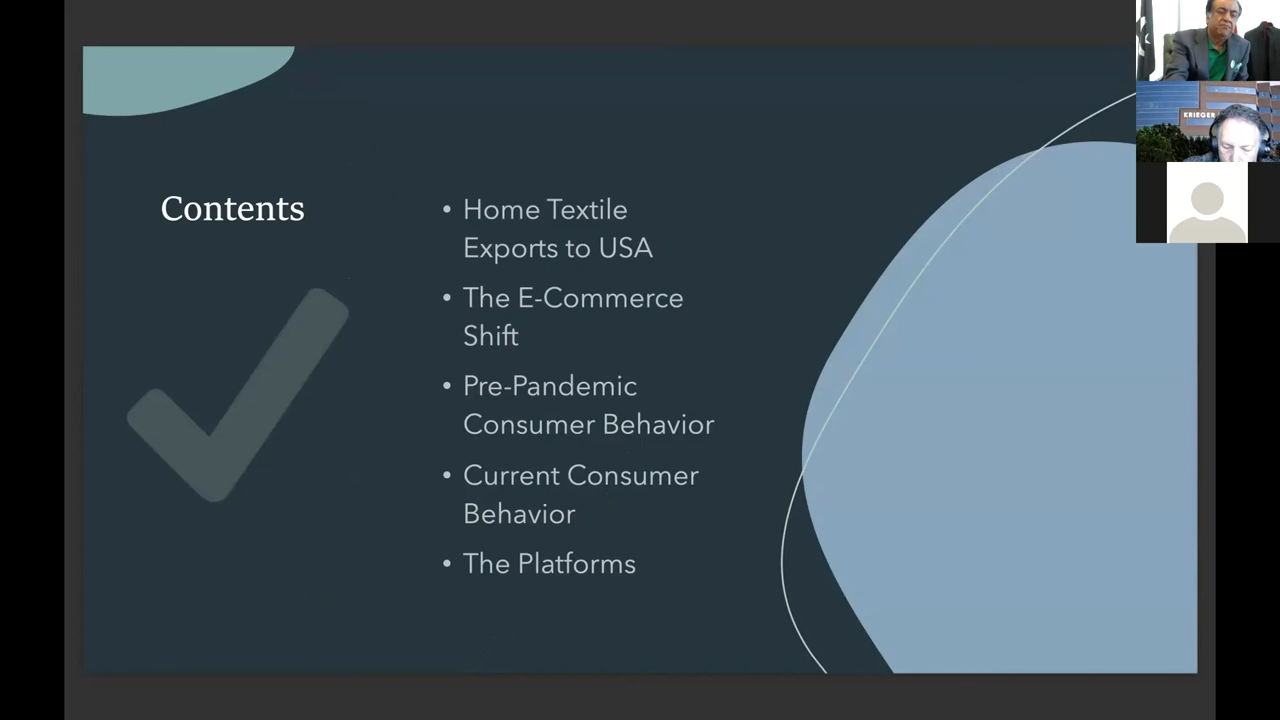 Contents
• Home Textile
Exports to USA
• The E-Commerce
Shift
• Pre-Pandemic
Consumer Behavior
• Current Consumer
Behavior
• The Platforms
KRIEGER